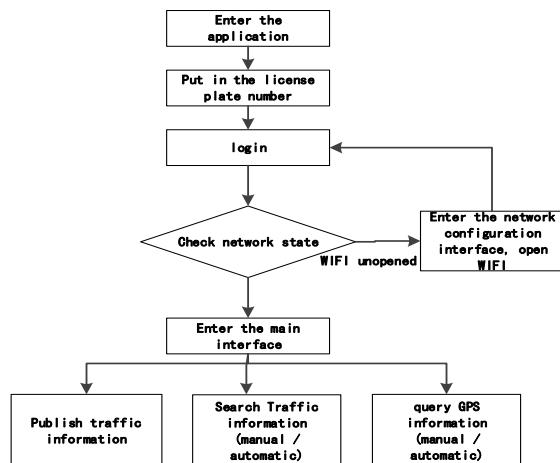 Enter the
application
Put in the license
plate number
login
Check network state
WIFI unopened
Enter the network
configuration
interface, open
WIFI
Enter the main
interface
Publish traffic
information
Search Traffic
information
(manual /
automatic)
query GPS
information
(manual /
automatic)